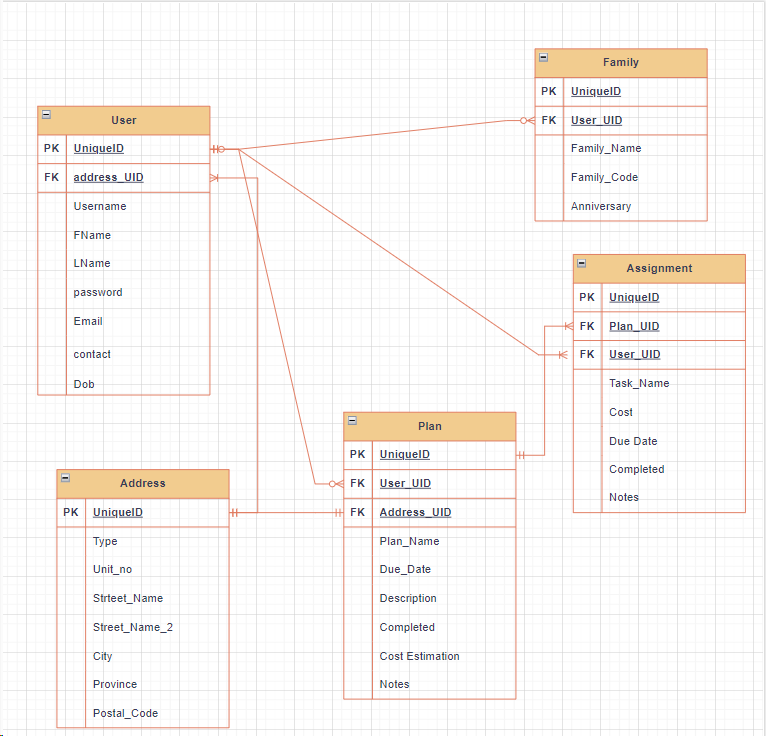 Family
PK UniqueID
FK User_UID
Family_Name
Family_Code
Anniversary
User
PK UniqueID
FK address_UID
Username
FName
LName
password
Email
contact
Dob
Assignment
PK UniqueID
FK Plan_UID
FK User_UID
Task_Name
Cost
Due Date
Completed
Notes
Plan
PK UniqueID
FK User_UID
FK Address_UID
Plan_Name
Due_Date
Description
Completed
Cost Estimation
Notes
Address
PK UniqueID
Type
Unit_no
Strteet_Name
Street_Name_2
City
Province
Postal_Code